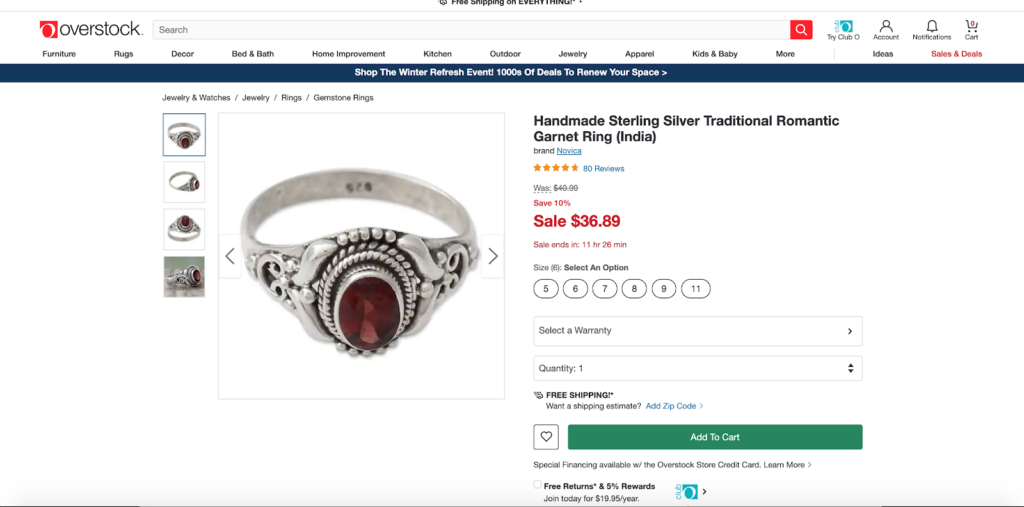 Free Shipping on EVERYTHING!* •
overstock.
Search
Try Club O
Account
Notifications
0
Cart
Furniture
Rugs
Decor
Bed & Bath
Home Improvement
Kitchen
Outdoor
Jewelry
Apparel
Kids & Baby
More
Ideas
Sales & Deals
Shop The Winter Refresh Event! 1000s Of Deals To Renew Your Space >
Jewelry & Watches / Jewelry / Rings / Gemstone Rings
Handmade Sterling Silver Traditional Romantic
Garnet Ring (India)
brand Novica
80 Reviews
Was: $40.99
Save 10%
Sale $36.89
Sale ends in: 11 hr 26 min
Size (6): Select An Option
5 6 7 8 9 11
Select a Warranty
Quantity: 1
FREE SHIPPING!*
Want a shipping estimate? Add Zip Code >
Add To Cart
Special Financing available w/ the Overstock Store Credit Card. Learn More >
Free Returns* & 5% Rewards
Join today for $19.95/year.
club O